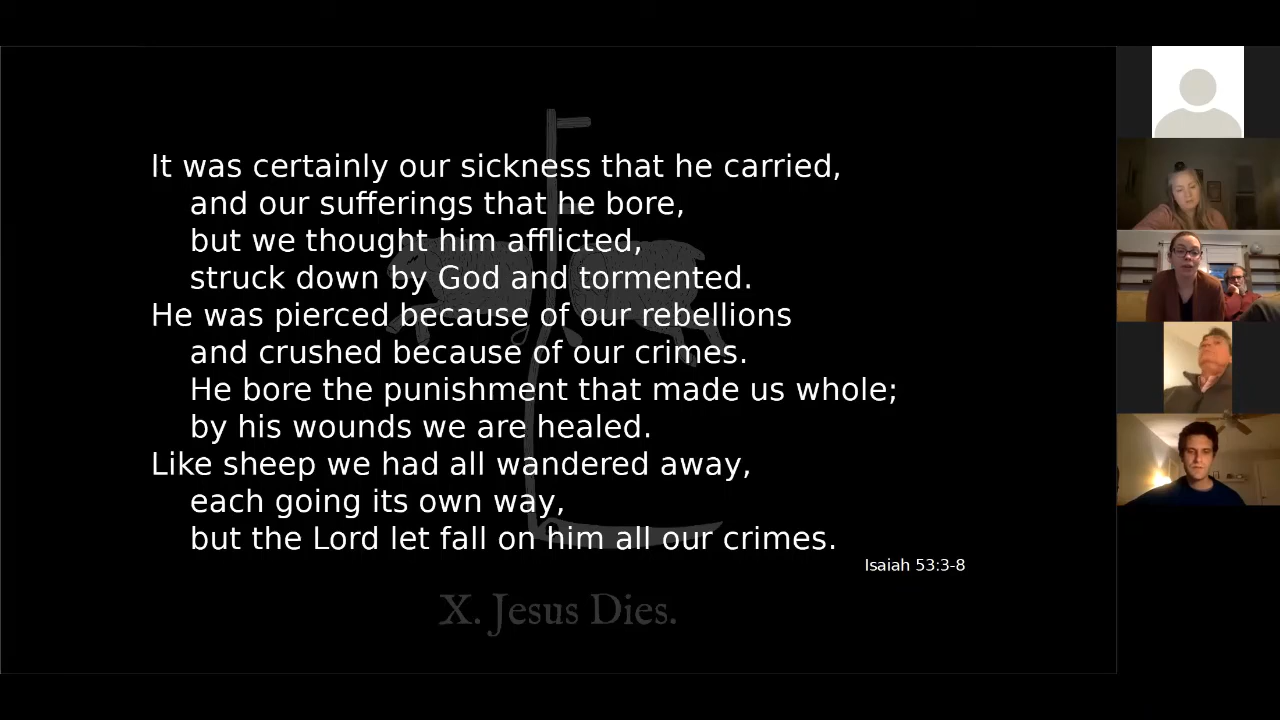 It was certainly our sickness that he carried,
and our sufferings that he bore,
but we thought him afflicted,
struck down by God and tormented.
He was pierced because of our rebellions
and crushed because of our crimes.
He bore the punishment that made us whole;
by his wounds we are healed.
Like sheep we had all wandered away,
each going its own way,
but the Lord let fall on him all our crimes.
Isaiah 53:3-8
X. Jesus Dies.